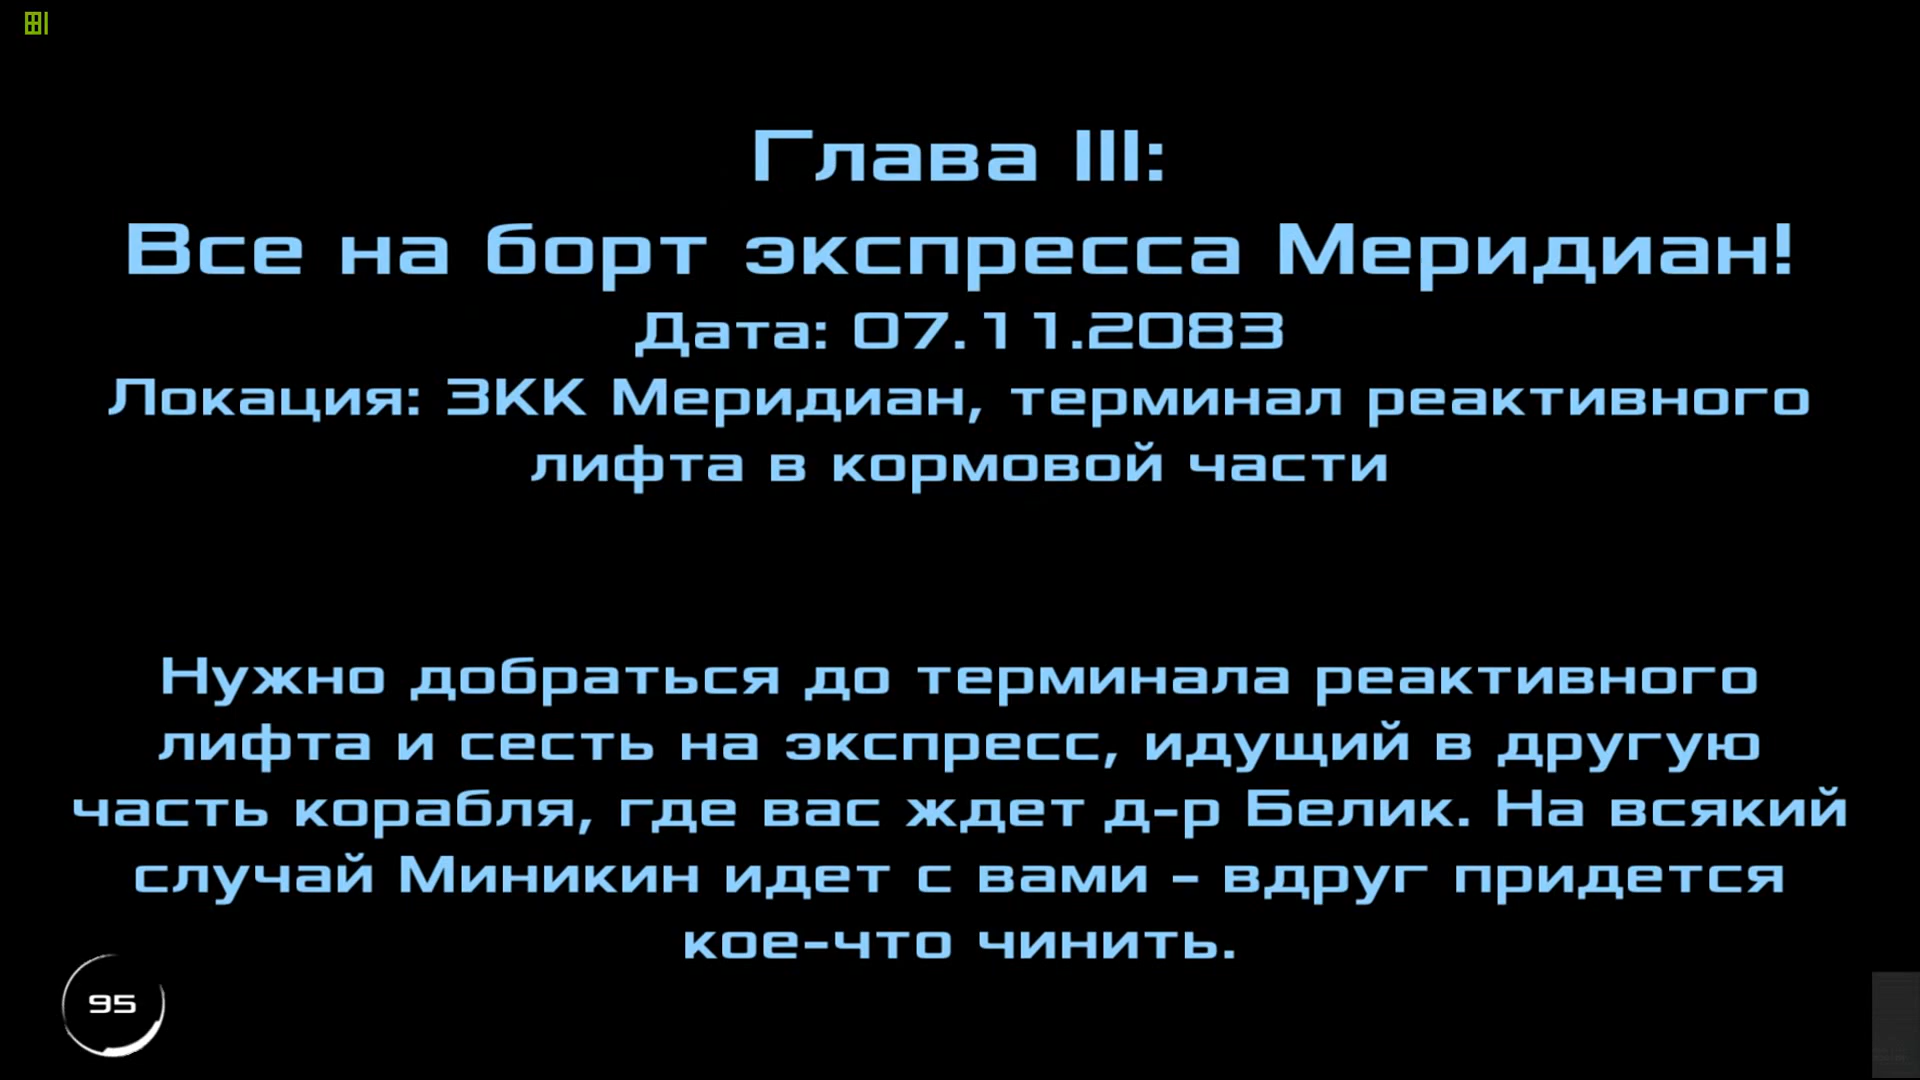 Глава III:
Все на борт экспресса Меридиан!
Дата: 07.11.2083
Локация: ЗКК Меридиан, терминал реактивного
лифта в кормовой части
Нужно добраться до терминала реактивного
лифта и сесть на экспресс, идущий в другую
часть корабля, где вас ждет д-р Белик. На всякий
случай Миникин идет с вами - вдруг придется
кое-что чинить.
95